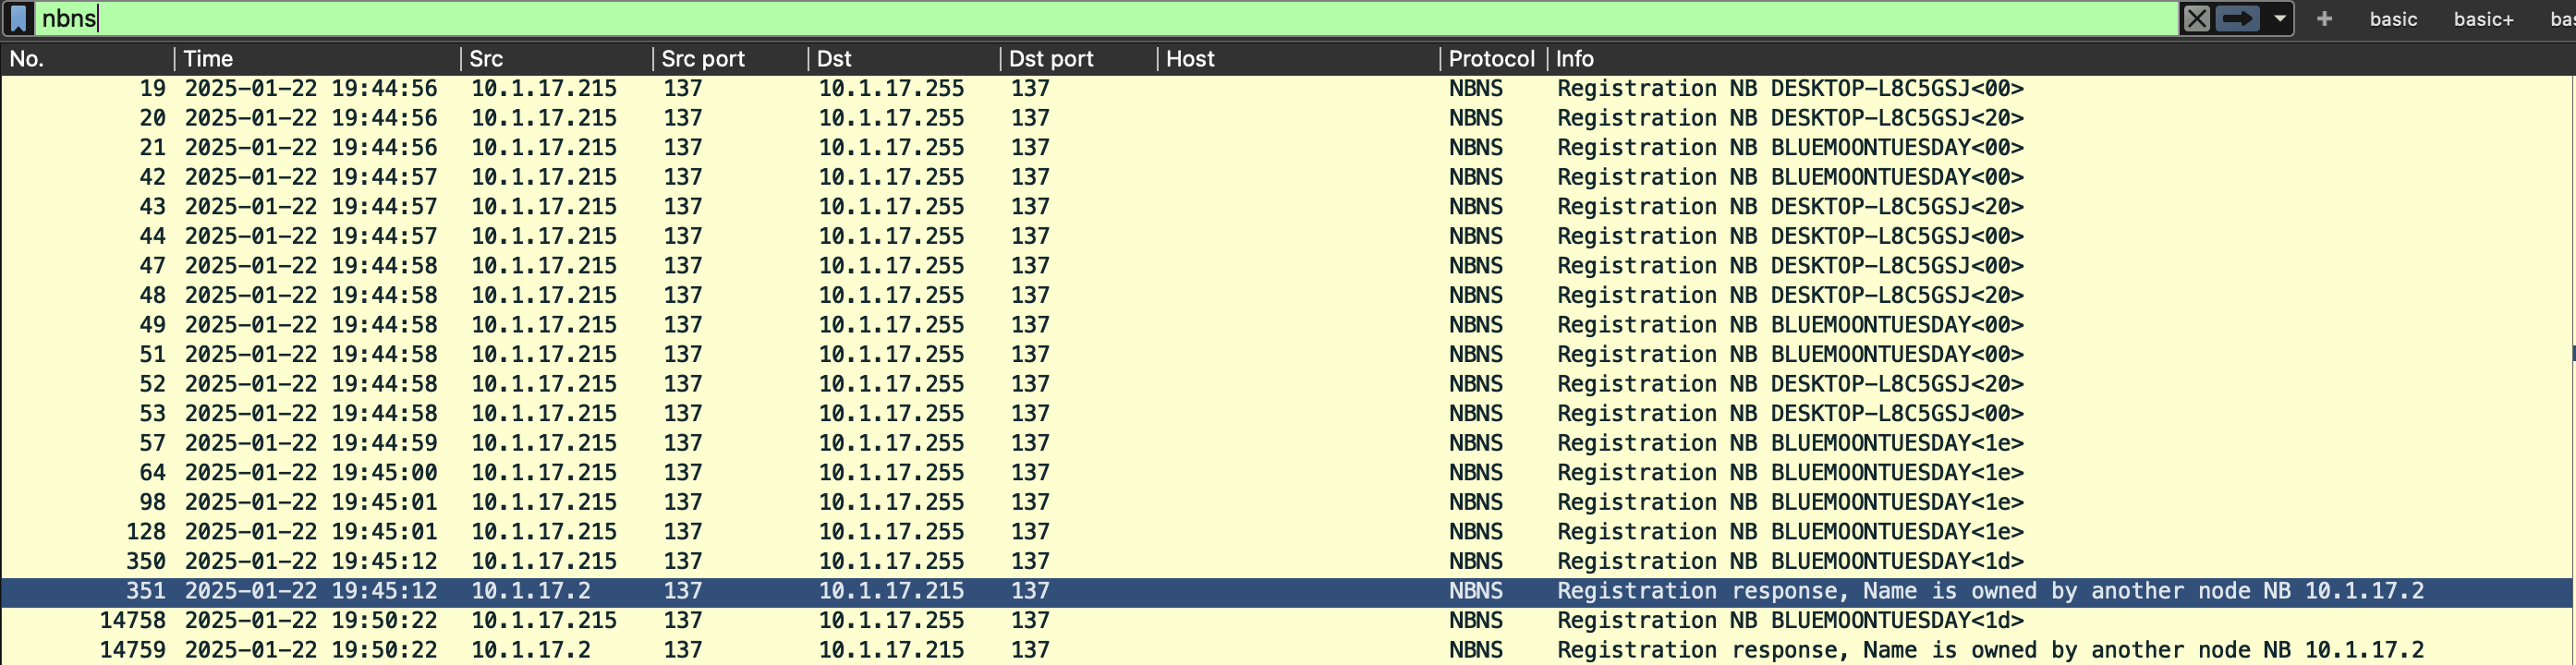 nbns basic basic+ bas
No. Time Src Src port Dst Dst port Host Protocol Info
19 2025-01-22 19:44:56 10.1.17.215 137 10.1.17.255 137 NBNS Registration NB DESKTOP-L8C5GSJ<00>
20 2025-01-22 19:44:56 10.1.17.215 137 10.1.17.255 137 NBNS Registration NB DESKTOP-L8C5GSJ<20>
21 2025-01-22 19:44:56 10.1.17.215 137 10.1.17.255 137 NBNS Registration NB BLUEMOONTUESDAY<00>
42 2025-01-22 19:44:57 10.1.17.215 137 10.1.17.255 137 NBNS Registration NB BLUEMOONTUESDAY<00>
43 2025-01-22 19:44:57 10.1.17.215 137 10.1.17.255 137 NBNS Registration NB DESKTOP-L8C5GSJ<20>
44 2025-01-22 19:44:57 10.1.17.215 137 10.1.17.255 137 NBNS Registration NB DESKTOP-L8C5GSJ<00>
47 2025-01-22 19:44:58 10.1.17.215 137 10.1.17.255 137 NBNS Registration NB DESKTOP-L8C5GSJ<00>
48 2025-01-22 19:44:58 10.1.17.215 137 10.1.17.255 137 NBNS Registration NB DESKTOP-L8C5GSJ<20>
49 2025-01-22 19:44:58 10.1.17.215 137 10.1.17.255 137 NBNS Registration NB BLUEMOONTUESDAY<00>
51 2025-01-22 19:44:58 10.1.17.215 137 10.1.17.255 137 NBNS Registration NB BLUEMOONTUESDAY<00>
52 2025-01-22 19:44:58 10.1.17.215 137 10.1.17.255 137 NBNS Registration NB DESKTOP-L8C5GSJ<20>
53 2025-01-22 19:44:58 10.1.17.215 137 10.1.17.255 137 NBNS Registration NB DESKTOP-L8C5GSJ<00>
57 2025-01-22 19:44:59 10.1.17.215 137 10.1.17.255 137 NBNS Registration NB BLUEMOONTUESDAY<1e>
64 2025-01-22 19:45:00 10.1.17.215 137 10.1.17.255 137 NBNS Registration NB BLUEMOONTUESDAY<1e>
98 2025-01-22 19:45:01 10.1.17.215 137 10.1.17.255 137 NBNS Registration NB BLUEMOONTUESDAY<1e>
128 2025-01-22 19:45:01 10.1.17.215 137 10.1.17.255 137 NBNS Registration NB BLUEMOONTUESDAY<1e>
350 2025-01-22 19:45:12 10.1.17.215 137 10.1.17.255 137 NBNS Registration NB BLUEMOONTUESDAY<1d>
351 2025-01-22 19:45:12 10.1.17.2 137 10.1.17.215 137 NBNS Registration response, Name is owned by another node NB 10.1.17.2
14758 2025-01-22 19:50:22 10.1.17.215 137 10.1.17.255 137 NBNS Registration NB BLUEMOONTUESDAY<1d>
14759 2025-01-22 19:50:22 10.1.17.2 137 10.1.17.215 137 NBNS Registration response, Name is owned by another node NB 10.1.17.2